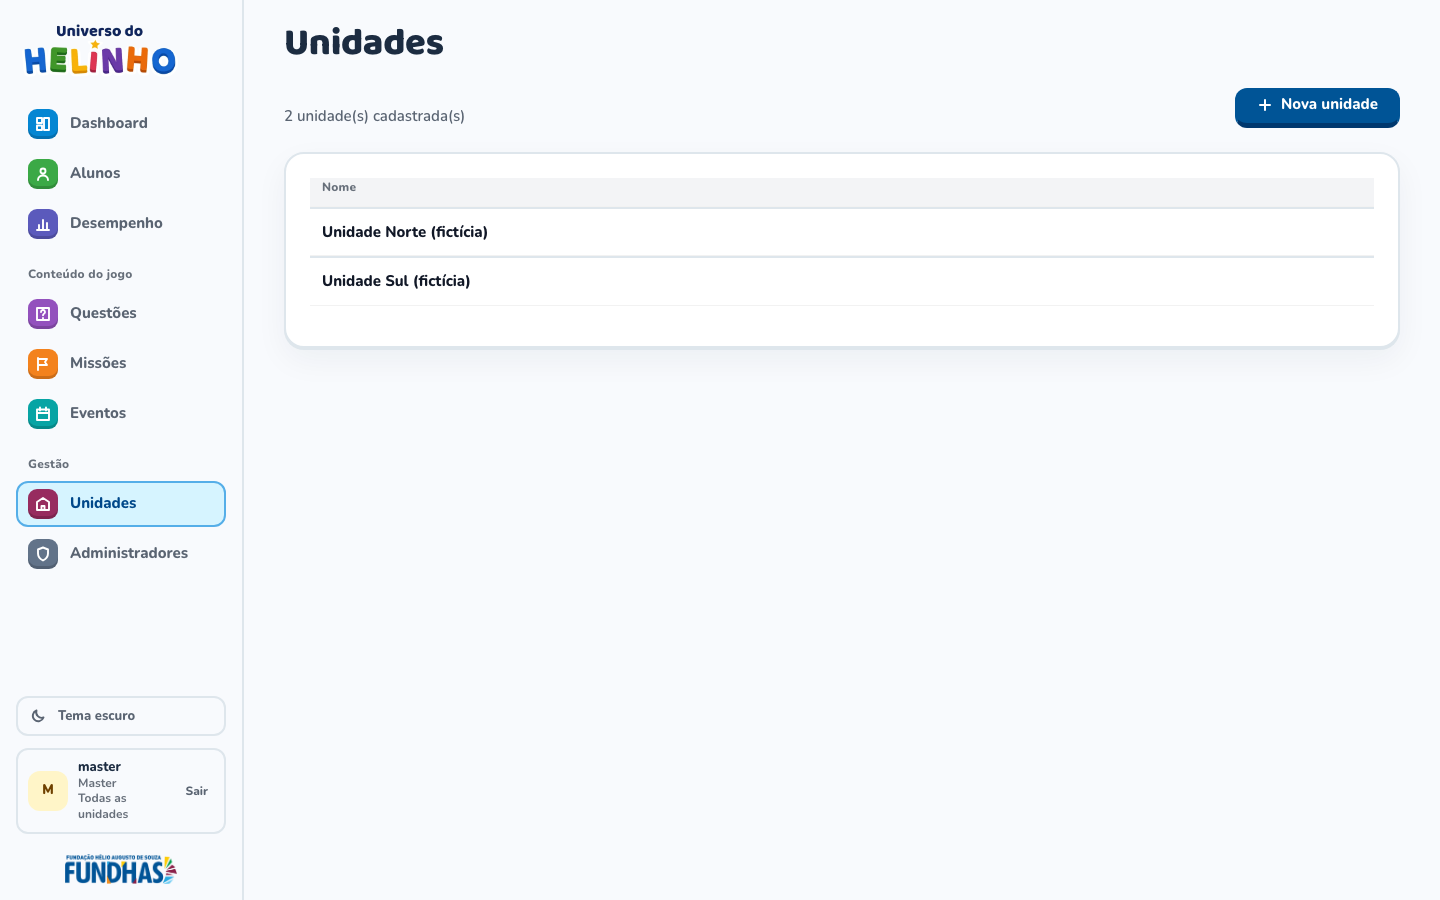 Universo do
HELINHO
Dashboard
Alunos
Desempenho
Conteúdo do jogo
Questões
Missões
Eventos
Gestão
Unidades
Administradores
Tema escuro
M
master
Master
Todas as
unidades
Sair
FUNDAÇÃO HÉLIO AUGUSTO DE SOUZA
FUNDHAS
Unidades
2 unidade(s) cadastrada(s)
Nova unidade
Nome
Unidade Norte (fictícia)
Unidade Sul (fictícia)